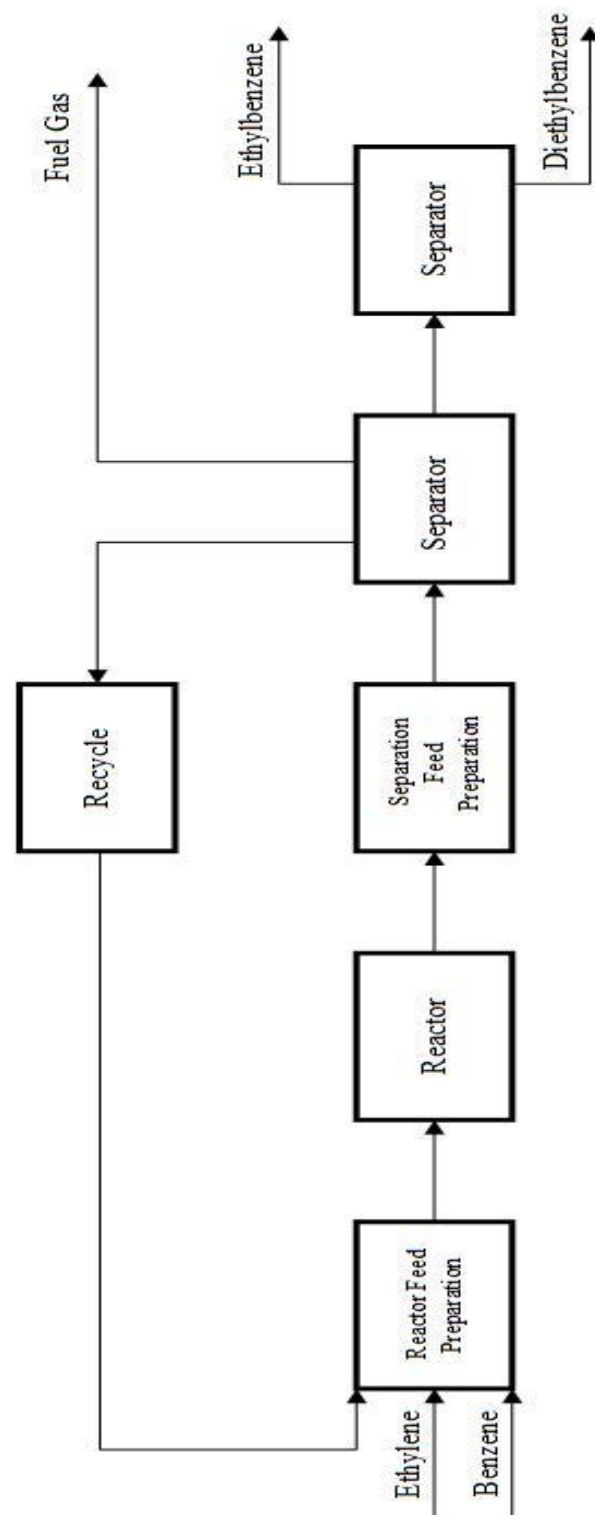 Fuel Gas
Ethylbenzene
Diethylbenzene
Separator
Separator
Recycle
Separation
Feed
Preparation
Reactor
Reactor Feed
Preparation
Ethylene
Benzene